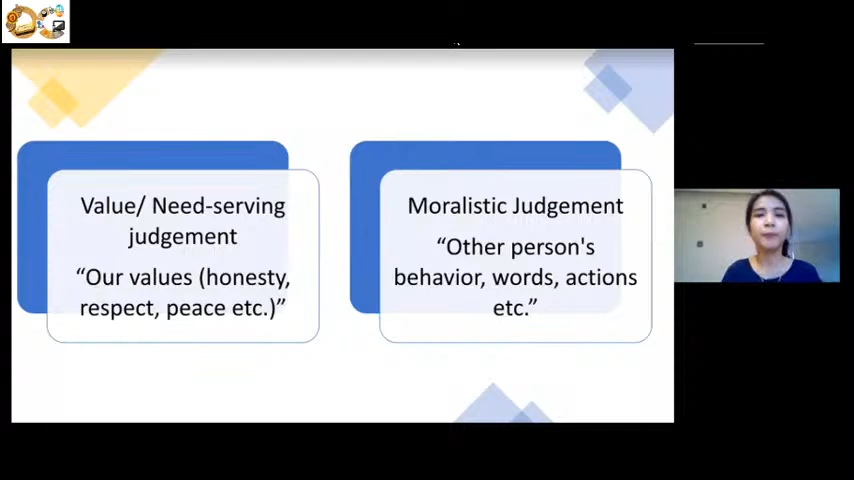 Value/ Need-serving
judgement
“Our values (honesty,
respect, peace etc.)”
Moralistic Judgement
“Other person's
behavior, words, actions
etc.”